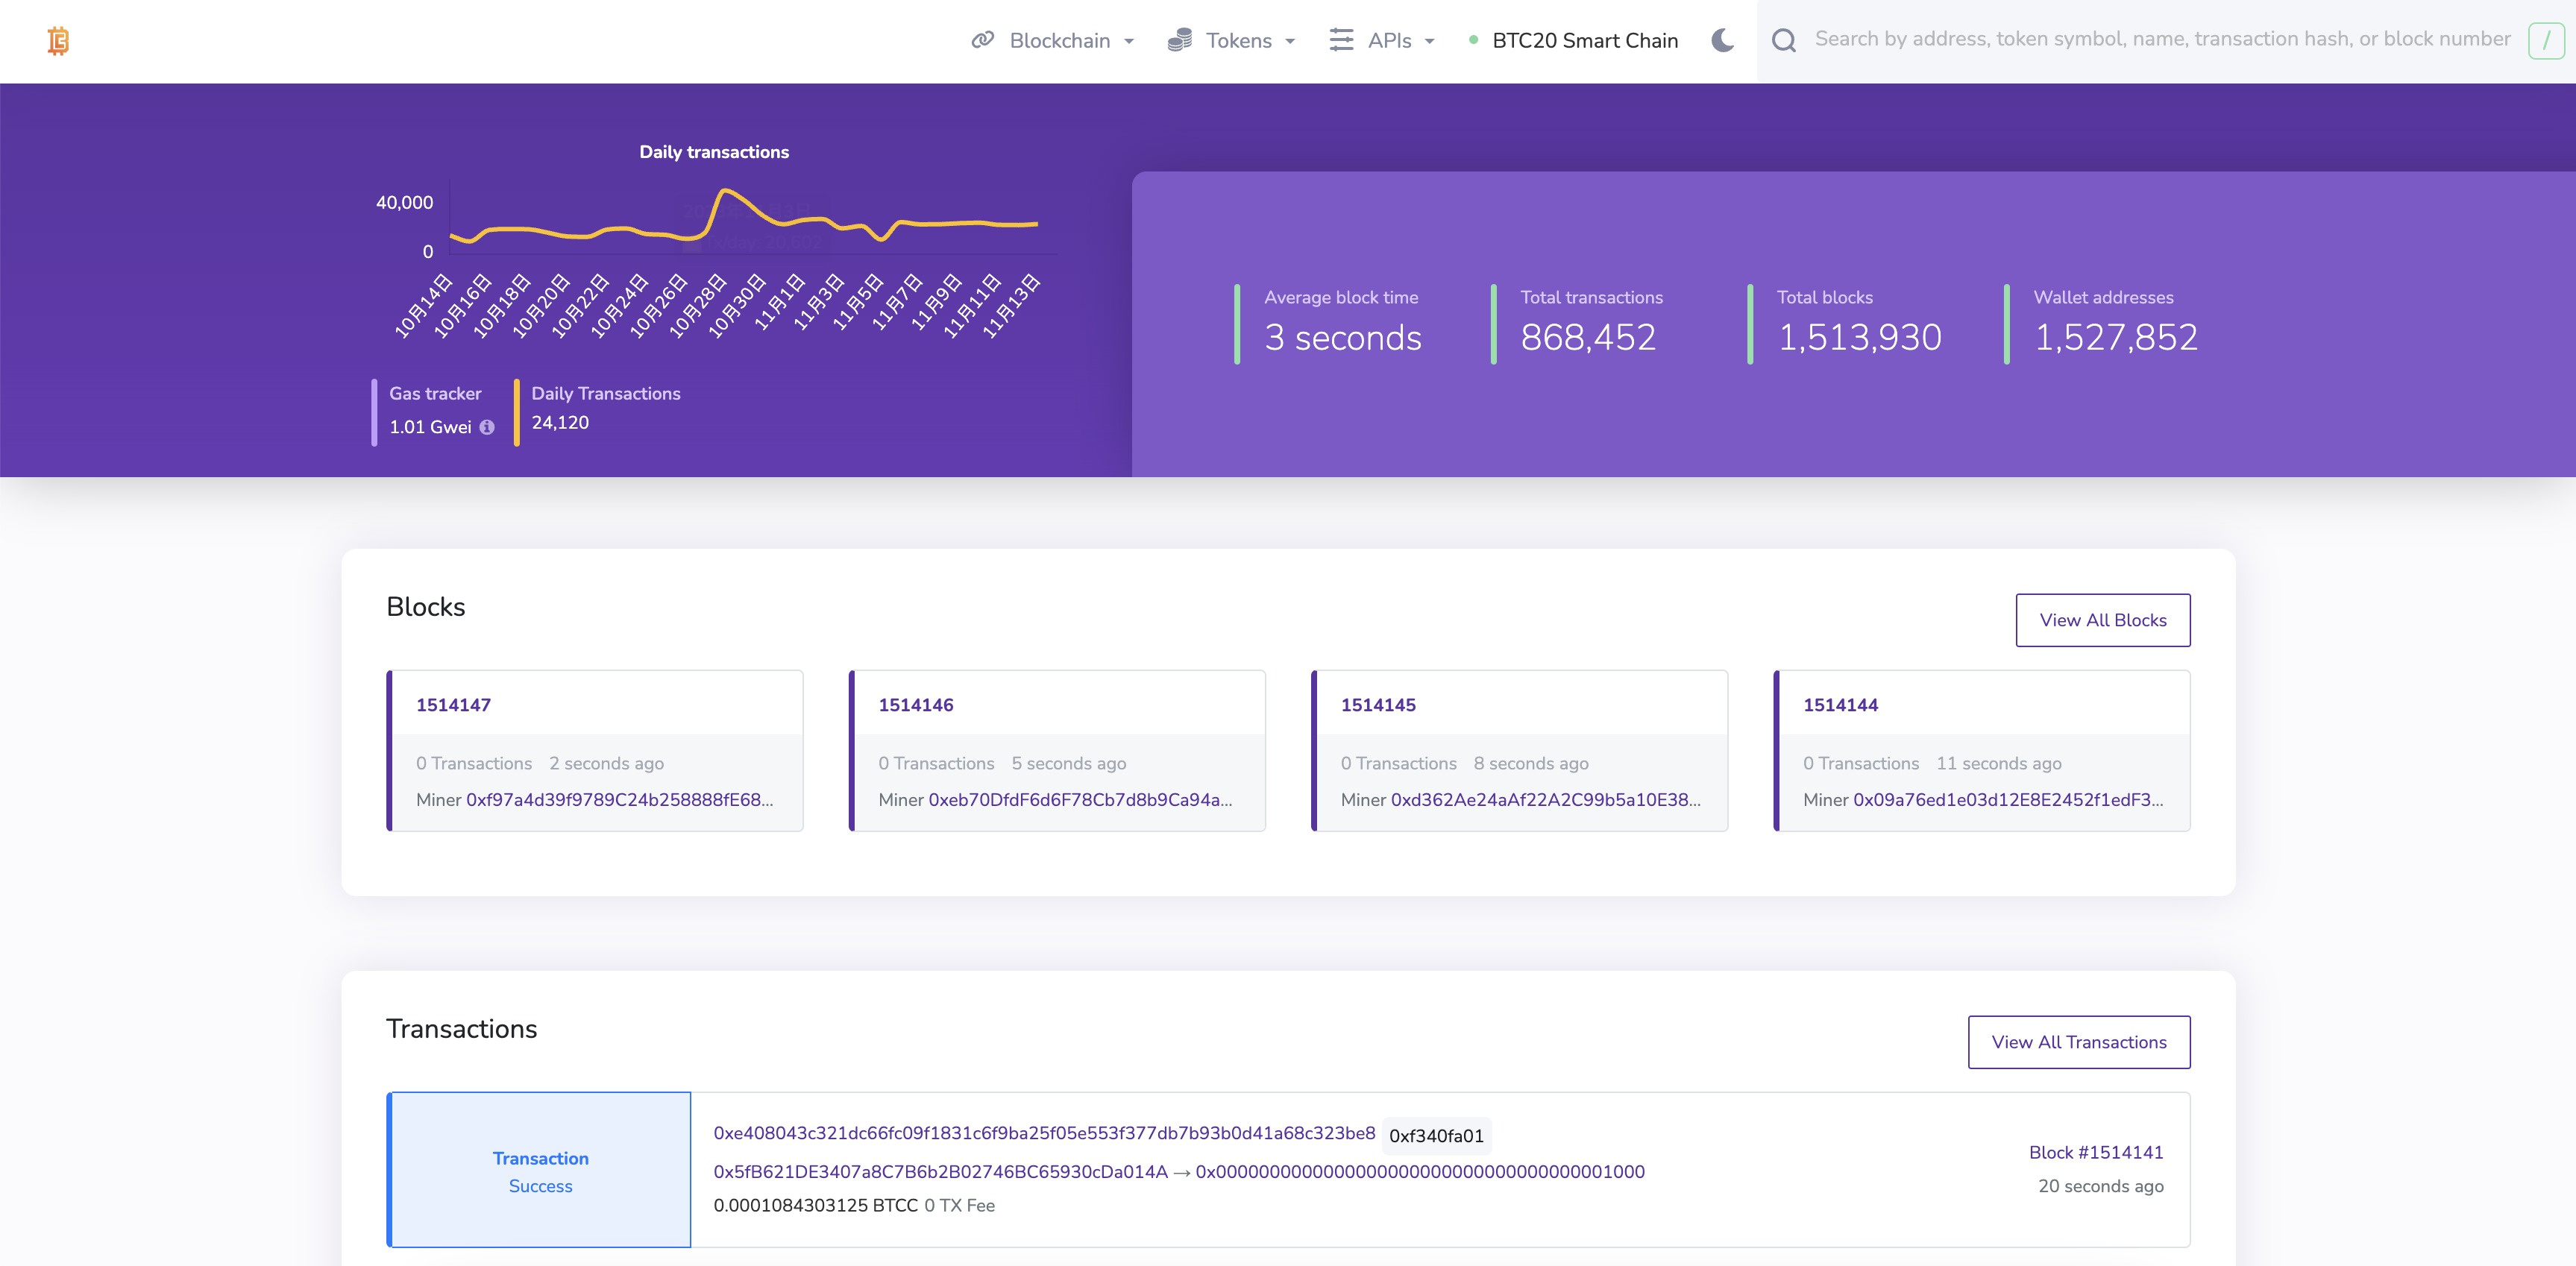 Blockchain
Tokens
APIs
BTC20 Smart Chain
Search by address, token symbol, name, transaction hash, or block number
/
Daily transactions
40,000
0
10月14日
10月16日
10月18日
10月20日
10月22日
10月24日
10月26日
10月28日
10月30日
11月1日
11月3日
11月5日
11月7日
11月9日
11月11日
11月13日
Gas tracker
1.01 Gwei
Daily Transactions
24,120
Average block time
3 seconds
Total transactions
868,452
Total blocks
1,513,930
Wallet addresses
1,527,852
Blocks
View All Blocks
1514147
0 Transactions 2 seconds ago
Miner 0xf97a4d39f9789C24b258888fE68...
1514146
0 Transactions 5 seconds ago
Miner 0xeb70DfdF6d6F78Cb7d8b9Ca94a...
1514145
0 Transactions 8 seconds ago
Miner 0xd362Ae24aAf22A2C99b5a10E38...
1514144
0 Transactions 11 seconds ago
Miner 0x09a76ed1e03d12E8E2452f1edF3...
Transactions
View All Transactions
Transaction
Success
0xe408043c321dc66fc09f1831c6f9ba25f05e553f377db7b93b0d41a68c323be8 0xf340fa01
0x5fB621DE3407a8C7B6b2B02746BC65930cDa014A → 0x0000000000000000000000000000000000001000
0.0001084303125 BTCC 0 TX Fee
Block #1514141
20 seconds ago